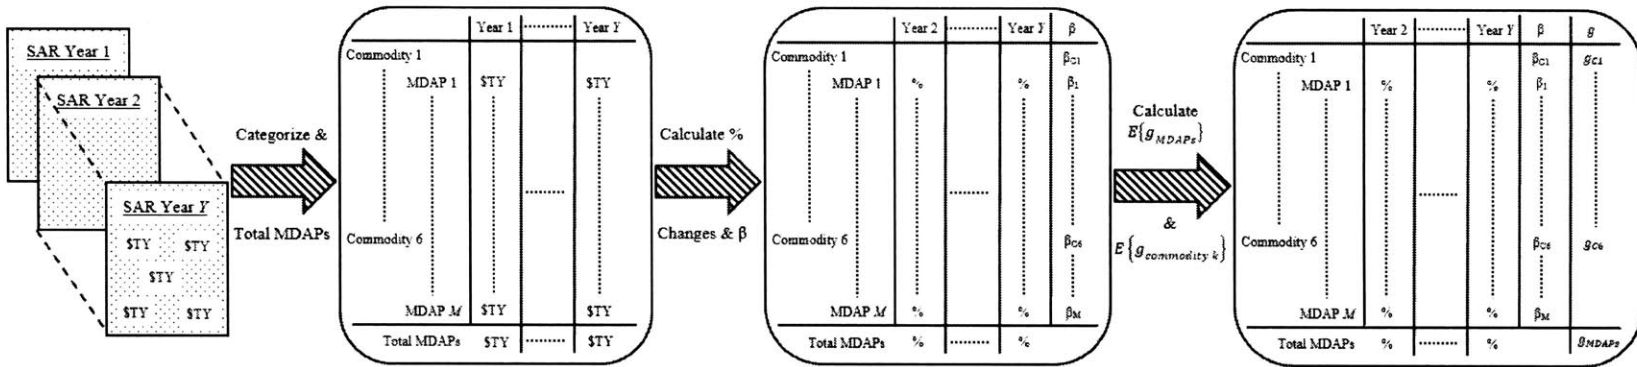 SAR Year 1
SAR Year 2
SAR Year Y
$TY $TY
$TY
$TY $TY
Categorize &
Total MDAPs
Year 1 .......... Year Y
Commodity 1
MDAP 1 $TY $TY
........
Commodity 6
MDAP M $TY $TY
Total MDAPs $TY ........ $TY
Calculate %
Changes & β
Year 2 .......... Year Y β
Commodity 1 βC1
MDAP 1 % % β1
........
Commodity 6 βC6
MDAP M % % βM
Total MDAPs % ......... %
Calculate
E{gMDAPs}
&
E{gcommodity k}
Year 2 .......... Year Y β g
Commodity 1 βC1 gC1
MDAP 1 % % β1
........
Commodity 6 βC6 gC6
MDAP M % % βM
Total MDAPs % ......... % gMDAPs